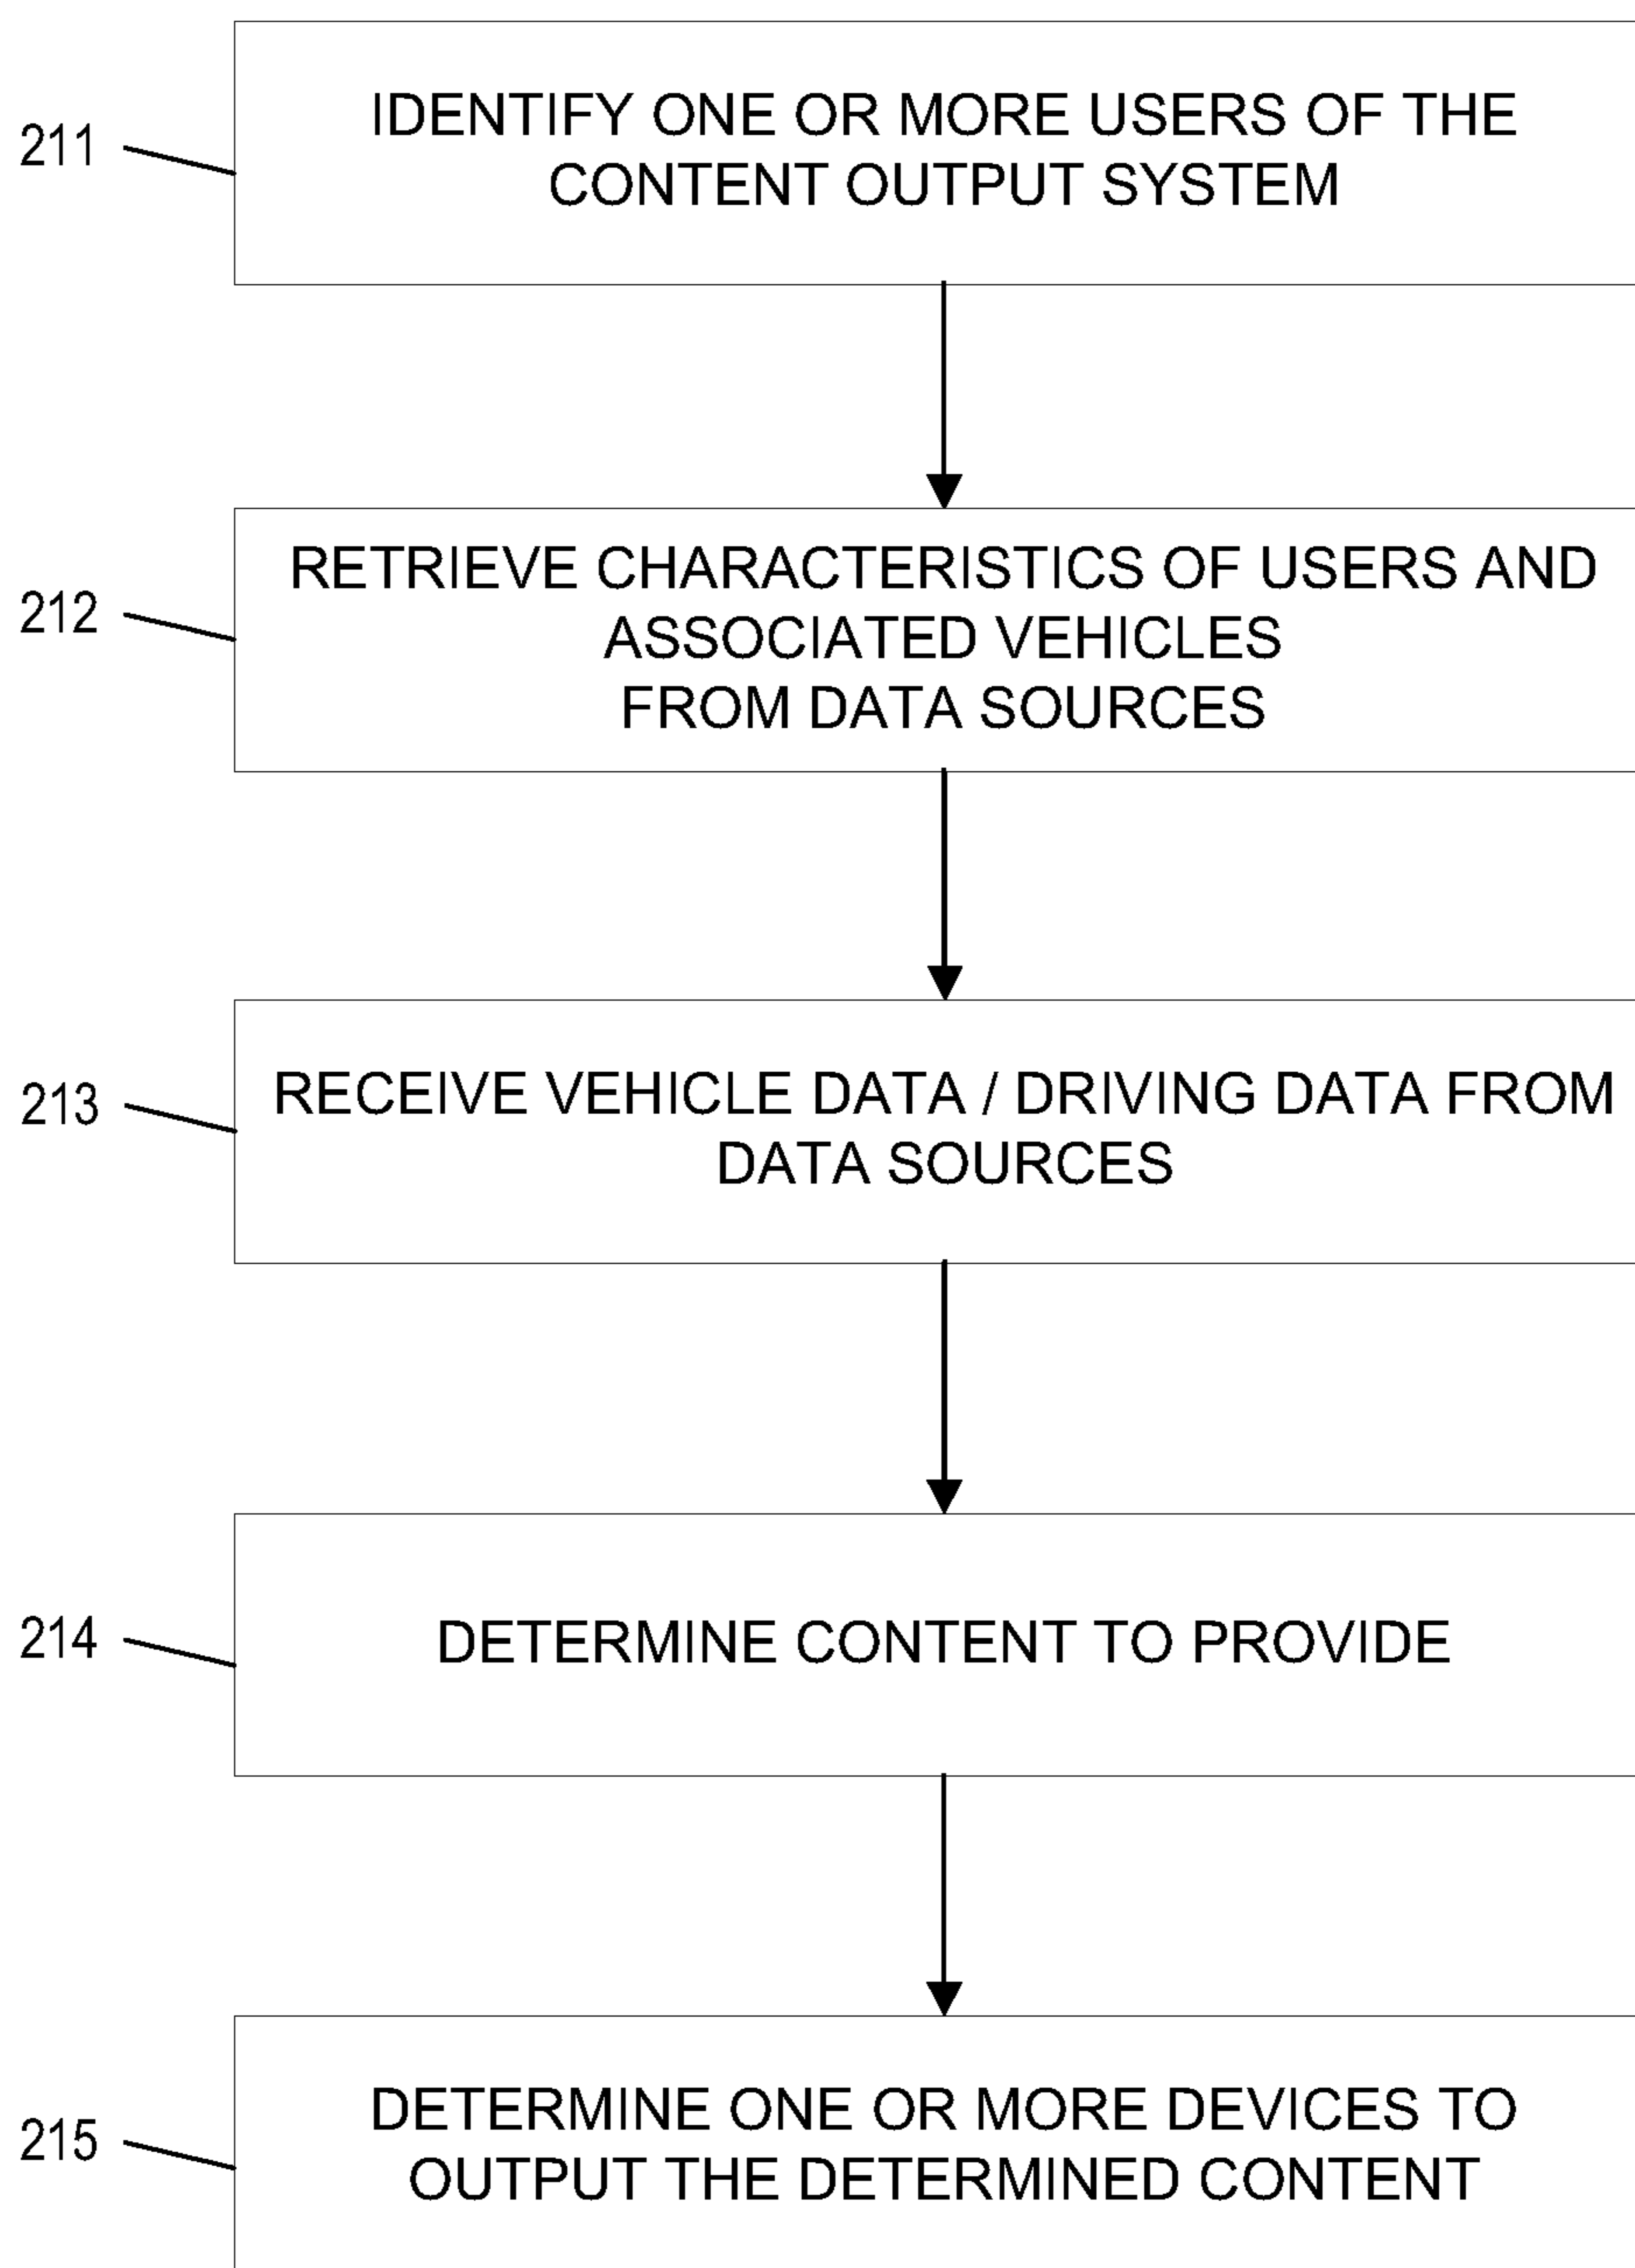 211
IDENTIFY ONE OR MORE USERS OF THE
CONTENT OUTPUT SYSTEM
212
RETRIEVE CHARACTERISTICS OF USERS AND
ASSOCIATED VEHICLES
FROM DATA SOURCES
213
RECEIVE VEHICLE DATA / DRIVING DATA FROM
DATA SOURCES
214
DETERMINE CONTENT TO PROVIDE
215
DETERMINE ONE OR MORE DEVICES TO
OUTPUT THE DETERMINED CONTENT